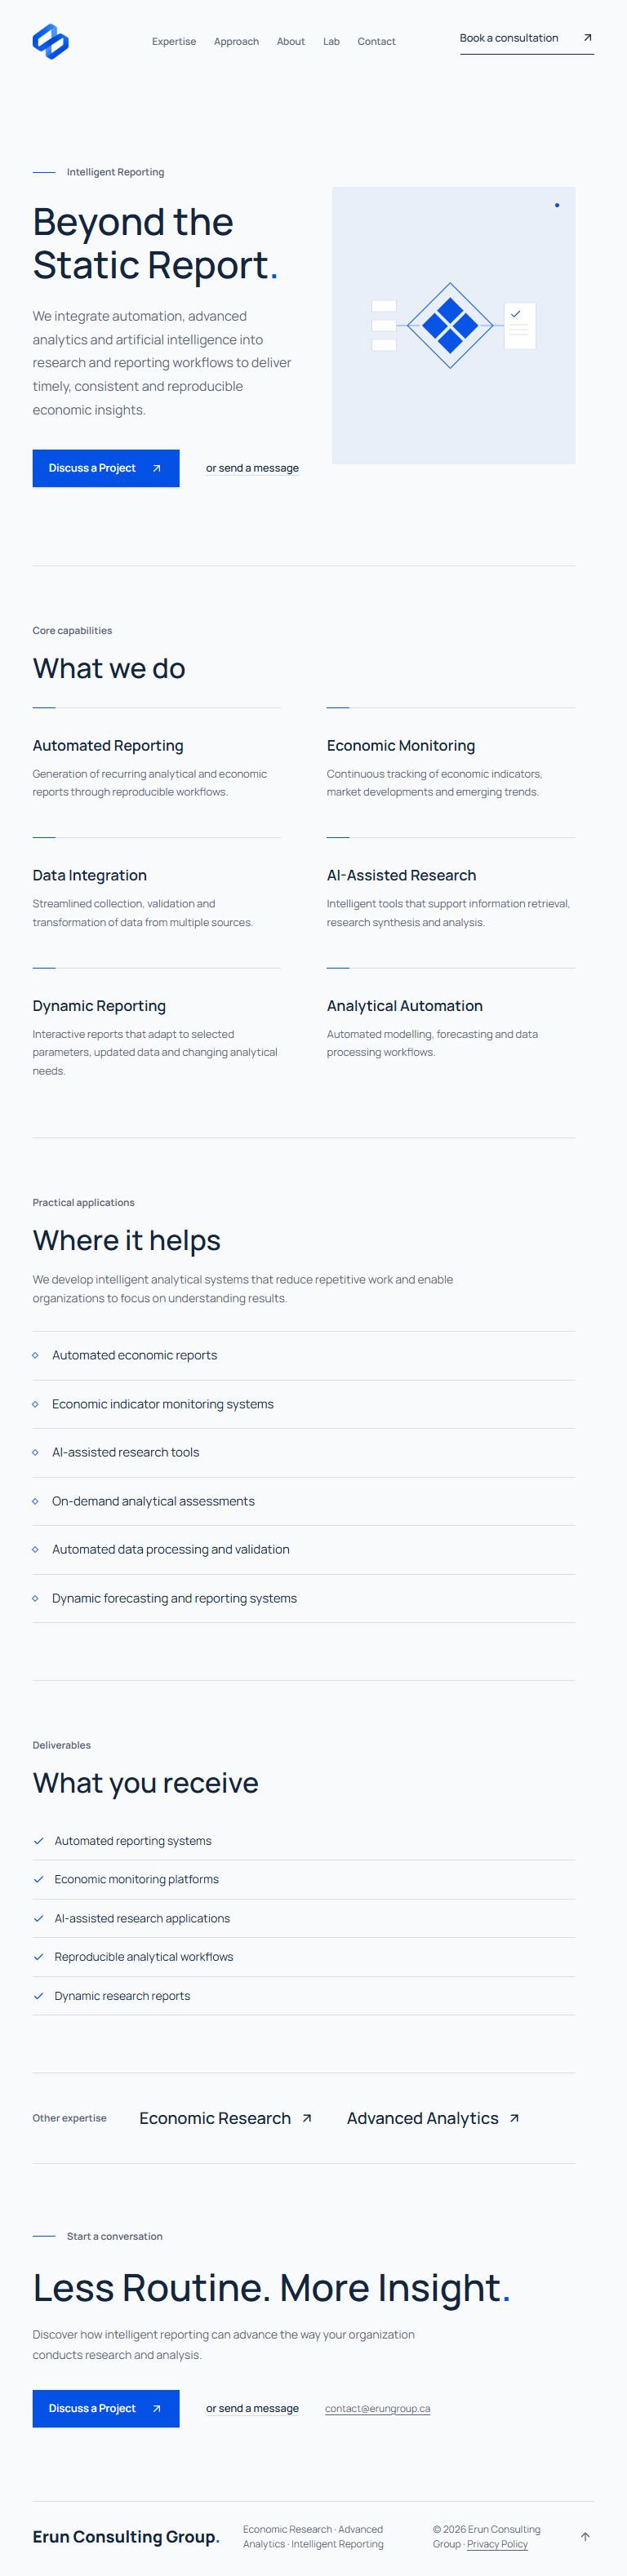 Expertise Approach About Lab Contact Book a consultation
Intelligent Reporting
Beyond the
Static Report.
We integrate automation, advanced
analytics and artificial intelligence into
research and reporting workflows to deliver
timely, consistent and reproducible
economic insights.
Discuss a Project or send a message
Core capabilities
What we do
Automated Reporting
Generation of recurring analytical and economic
reports through reproducible workflows.
Economic Monitoring
Continuous tracking of economic indicators,
market developments and emerging trends.
Data Integration
Streamlined collection, validation and
transformation of data from multiple sources.
AI-Assisted Research
Intelligent tools that support information retrieval,
research synthesis and analysis.
Dynamic Reporting
Interactive reports that adapt to selected
parameters, updated data and changing analytical
needs.
Analytical Automation
Automated modelling, forecasting and data
processing workflows.
Practical applications
Where it helps
We develop intelligent analytical systems that reduce repetitive work and enable
organizations to focus on understanding results.
Automated economic reports
Economic indicator monitoring systems
AI-assisted research tools
On-demand analytical assessments
Automated data processing and validation
Dynamic forecasting and reporting systems
Deliverables
What you receive
Automated reporting systems
Economic monitoring platforms
AI-assisted research applications
Reproducible analytical workflows
Dynamic research reports
Other expertise Economic Research Advanced Analytics
Start a conversation
Less Routine. More Insight.
Discover how intelligent reporting can advance the way your organization
conducts research and analysis.
Discuss a Project or send a message contact@erungroup.ca
Erun Consulting Group.
Economic Research · Advanced
Analytics · Intelligent Reporting
© 2026 Erun Consulting
Group · Privacy Policy